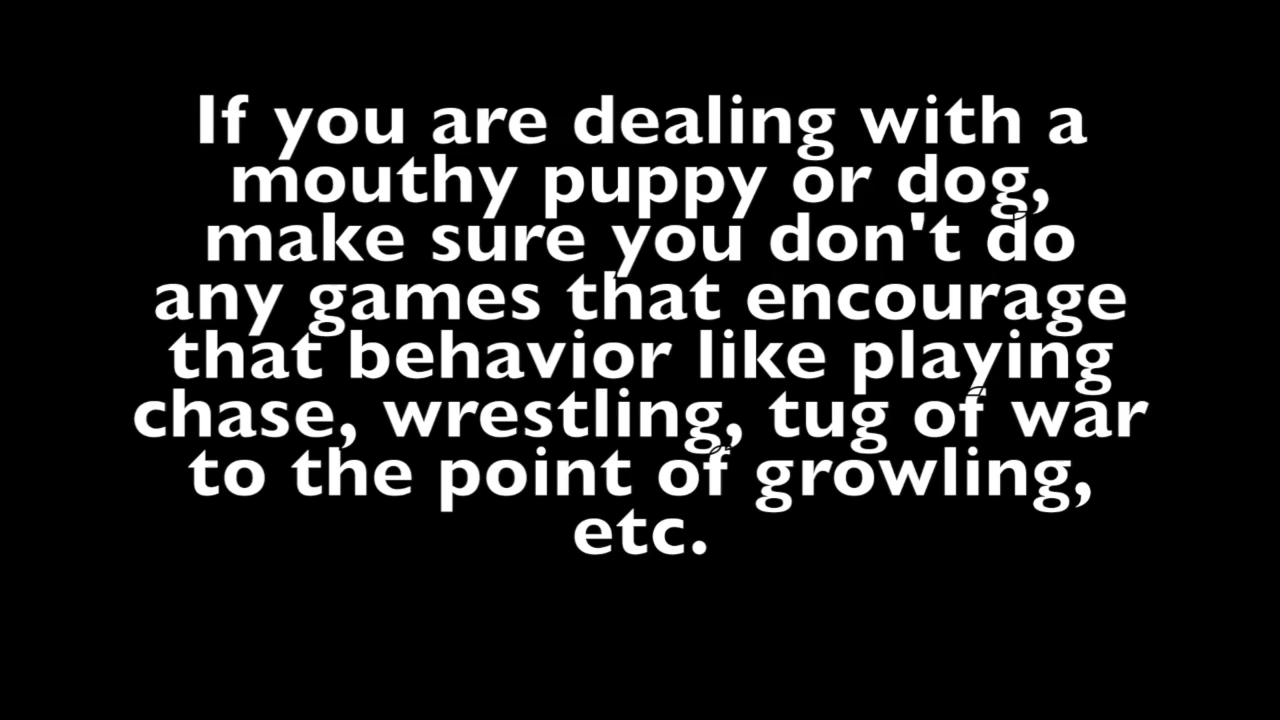 If you are dealing with a
mouthy puppy or dog,
make sure you don't do
any games that encourage
that behavior like playing
chase, wrestling, tug of war
to the point of growling,
etc.